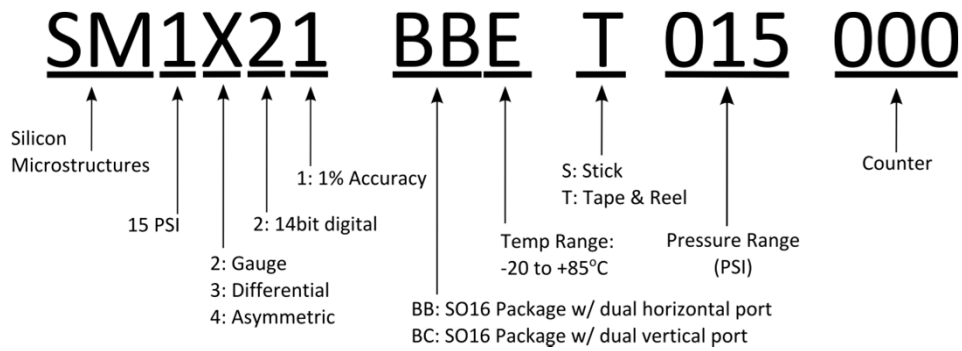 SM1X21 BBE T 015 000
Silicon
Microstructures
15 PSI
2: Gauge
3: Differential
4: Asymmetric
2: 14bit digital
1: 1% Accuracy
BB: SO16 Package w/ dual horizontal port
BC: SO16 Package w/ dual vertical port
Temp Range:
-20 to +85°C
S: Stick
T: Tape & Reel
Pressure Range
(PSI)
Counter